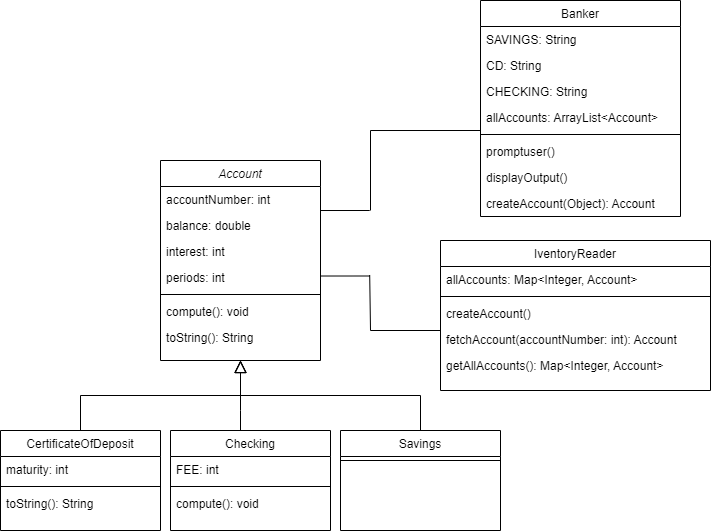 Banker
SAVINGS: String
CD: String
CHECKING: String
allAccounts: ArrayList<Account>
promptuser()
displayOutput()
createAccount(Object): Account
Account
accountNumber: int
balance: double
interest: int
periods: int
compute(): void
toString(): String
IventoryReader
allAccounts: Map<Integer, Account>
createAccount()
fetchAccount(accountNumber: int): Account
getAllAccounts(): Map<Integer, Account>
CertificateOfDeposit
maturity: int
toString(): String
Checking
FEE: int
compute(): void
Savings